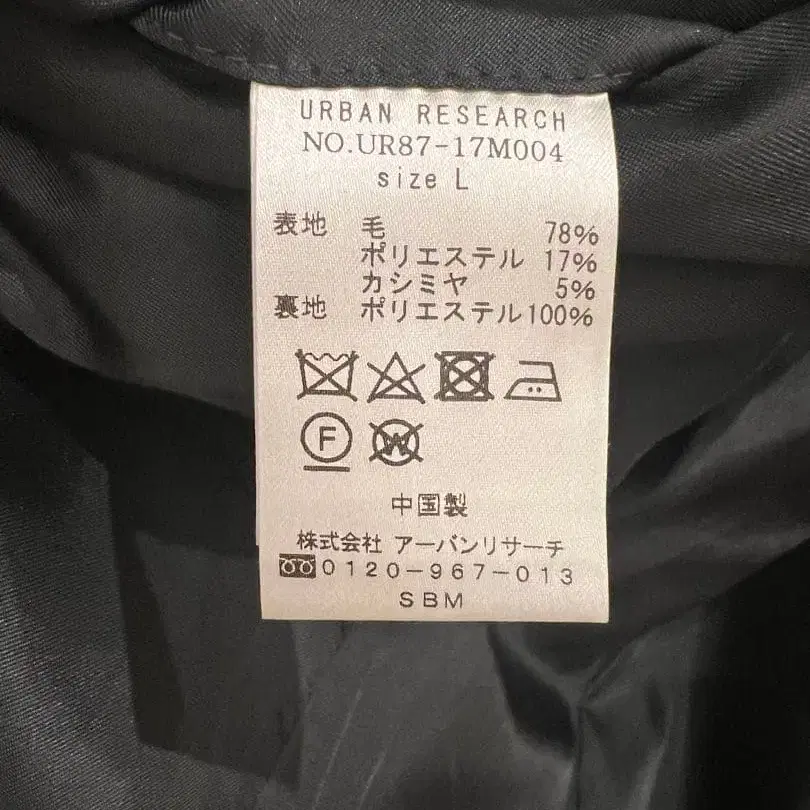 URBAN RESEARCH
NO.UR87-17M004
size L
表地 毛 78%
ポリエステル 17%
カシミヤ 5%
裏地 ポリエステル100%
F W
中国製
株式会社 アーバンリサーチ
0120-967-013
SBM